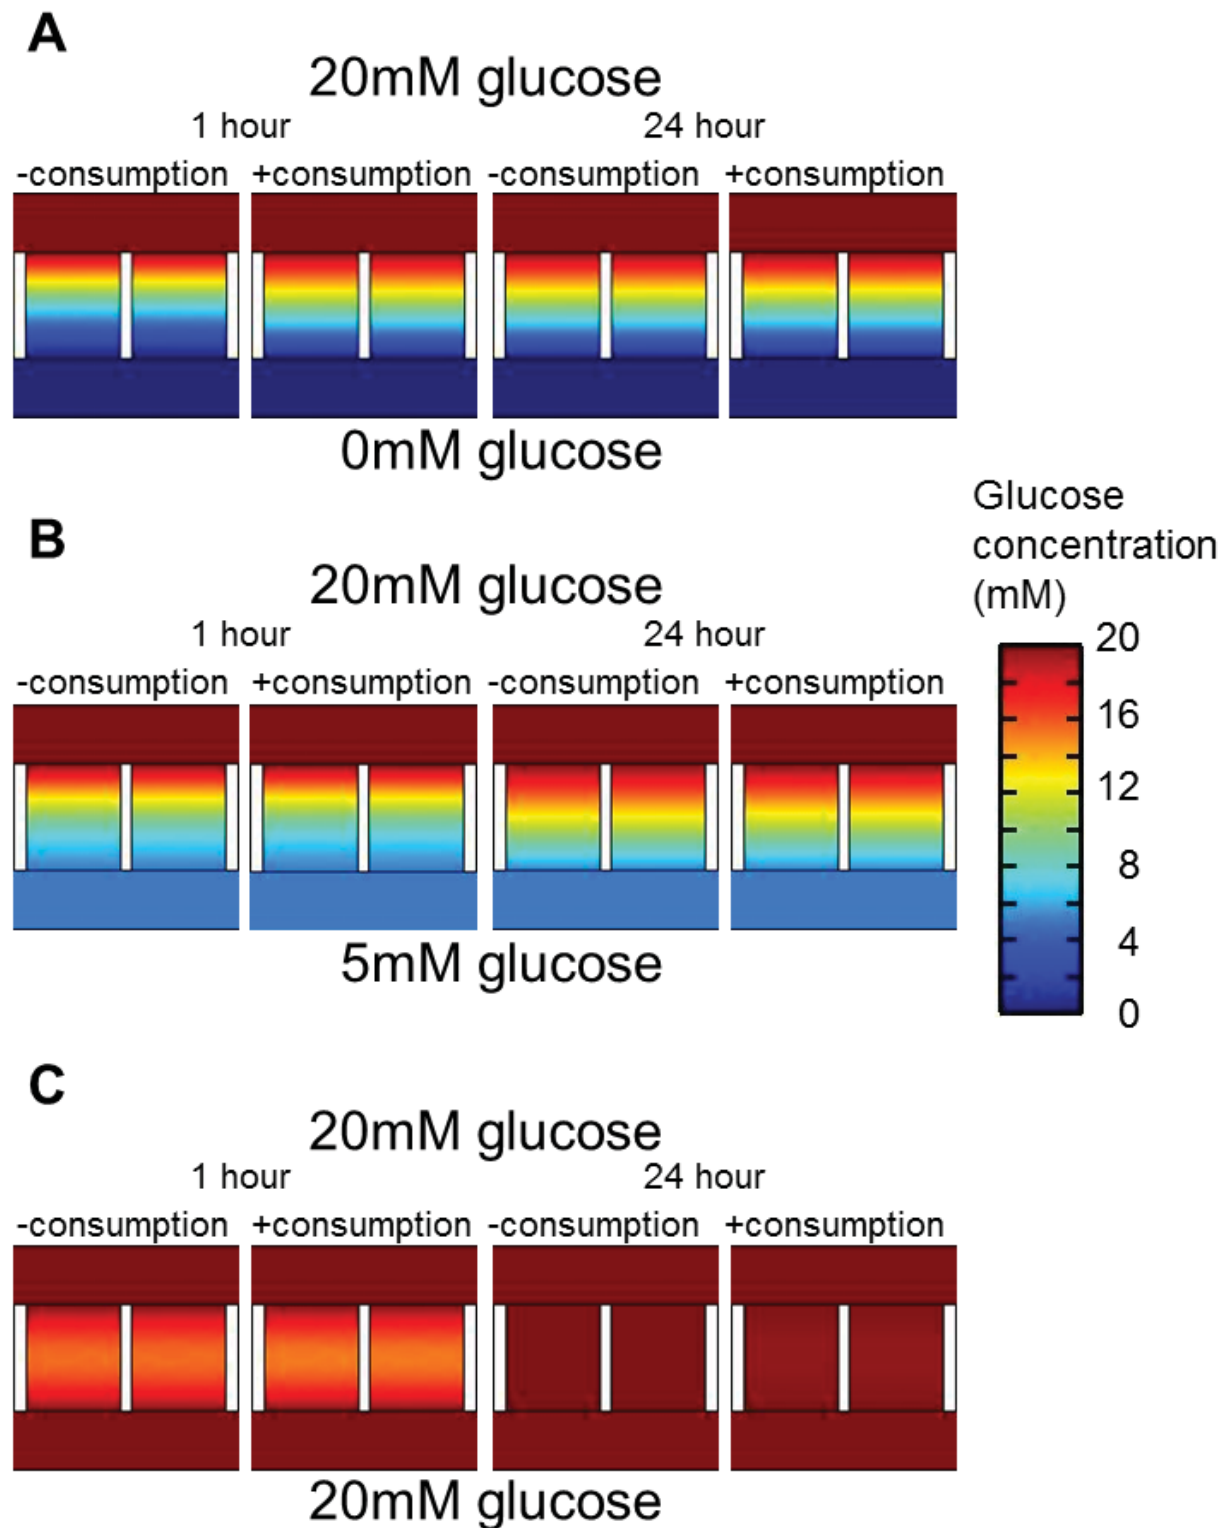 A
20mM glucose
1 hour 24 hour
-consumption +consumption -consumption +consumption
0mM glucose
B
20mM glucose
1 hour 24 hour
-consumption +consumption -consumption +consumption
5mM glucose
Glucose
concentration
(mM)
20
16
12
8
4
0
C
20mM glucose
1 hour 24 hour
-consumption +consumption -consumption +consumption
20mM glucose